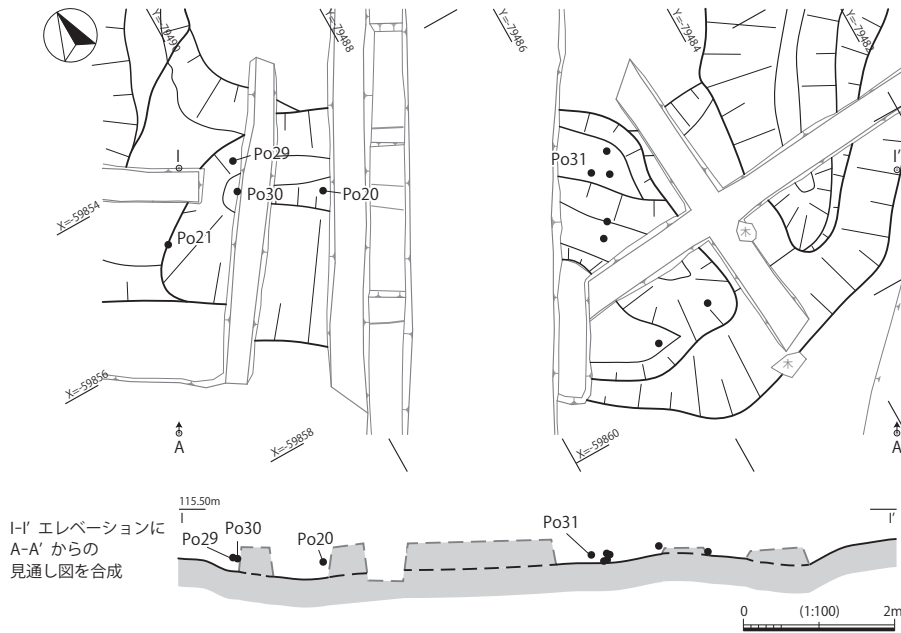 Y=-79490
Y=-79488
Y=-79486
Y=-79484
Y=-79482
I
Po29
Po30
Po20
Po21
Po31
I'
X=-59854
木
木
X=-59856
X=-59858
X=-59860
A
A'
115.50m
I
I'
I-I' エレベーションに
A-A' からの
見通し図を合成
Po29
Po30
Po20
Po31
0 (1:100) 2m